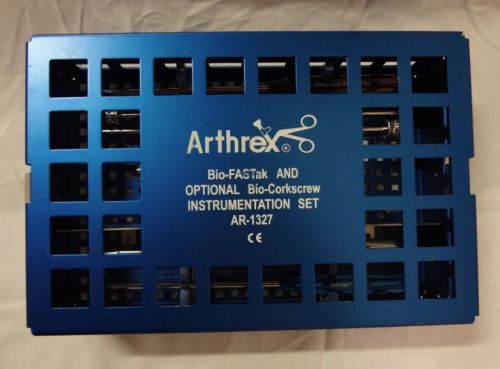 Arthrex®
Bio-FASTak AND
OPTIONAL Bio-Corkscrew
INSTRUMENTATION SET
AR-1327
CE